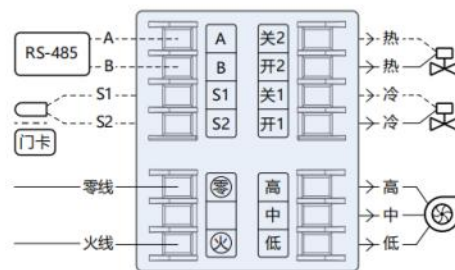 A A 关2 热
RS-485
B B 开2 热
S1 S1 关1 冷
S2 S2 开1 冷
门卡
零线 零 高 高
中 中
火线 火 低 低